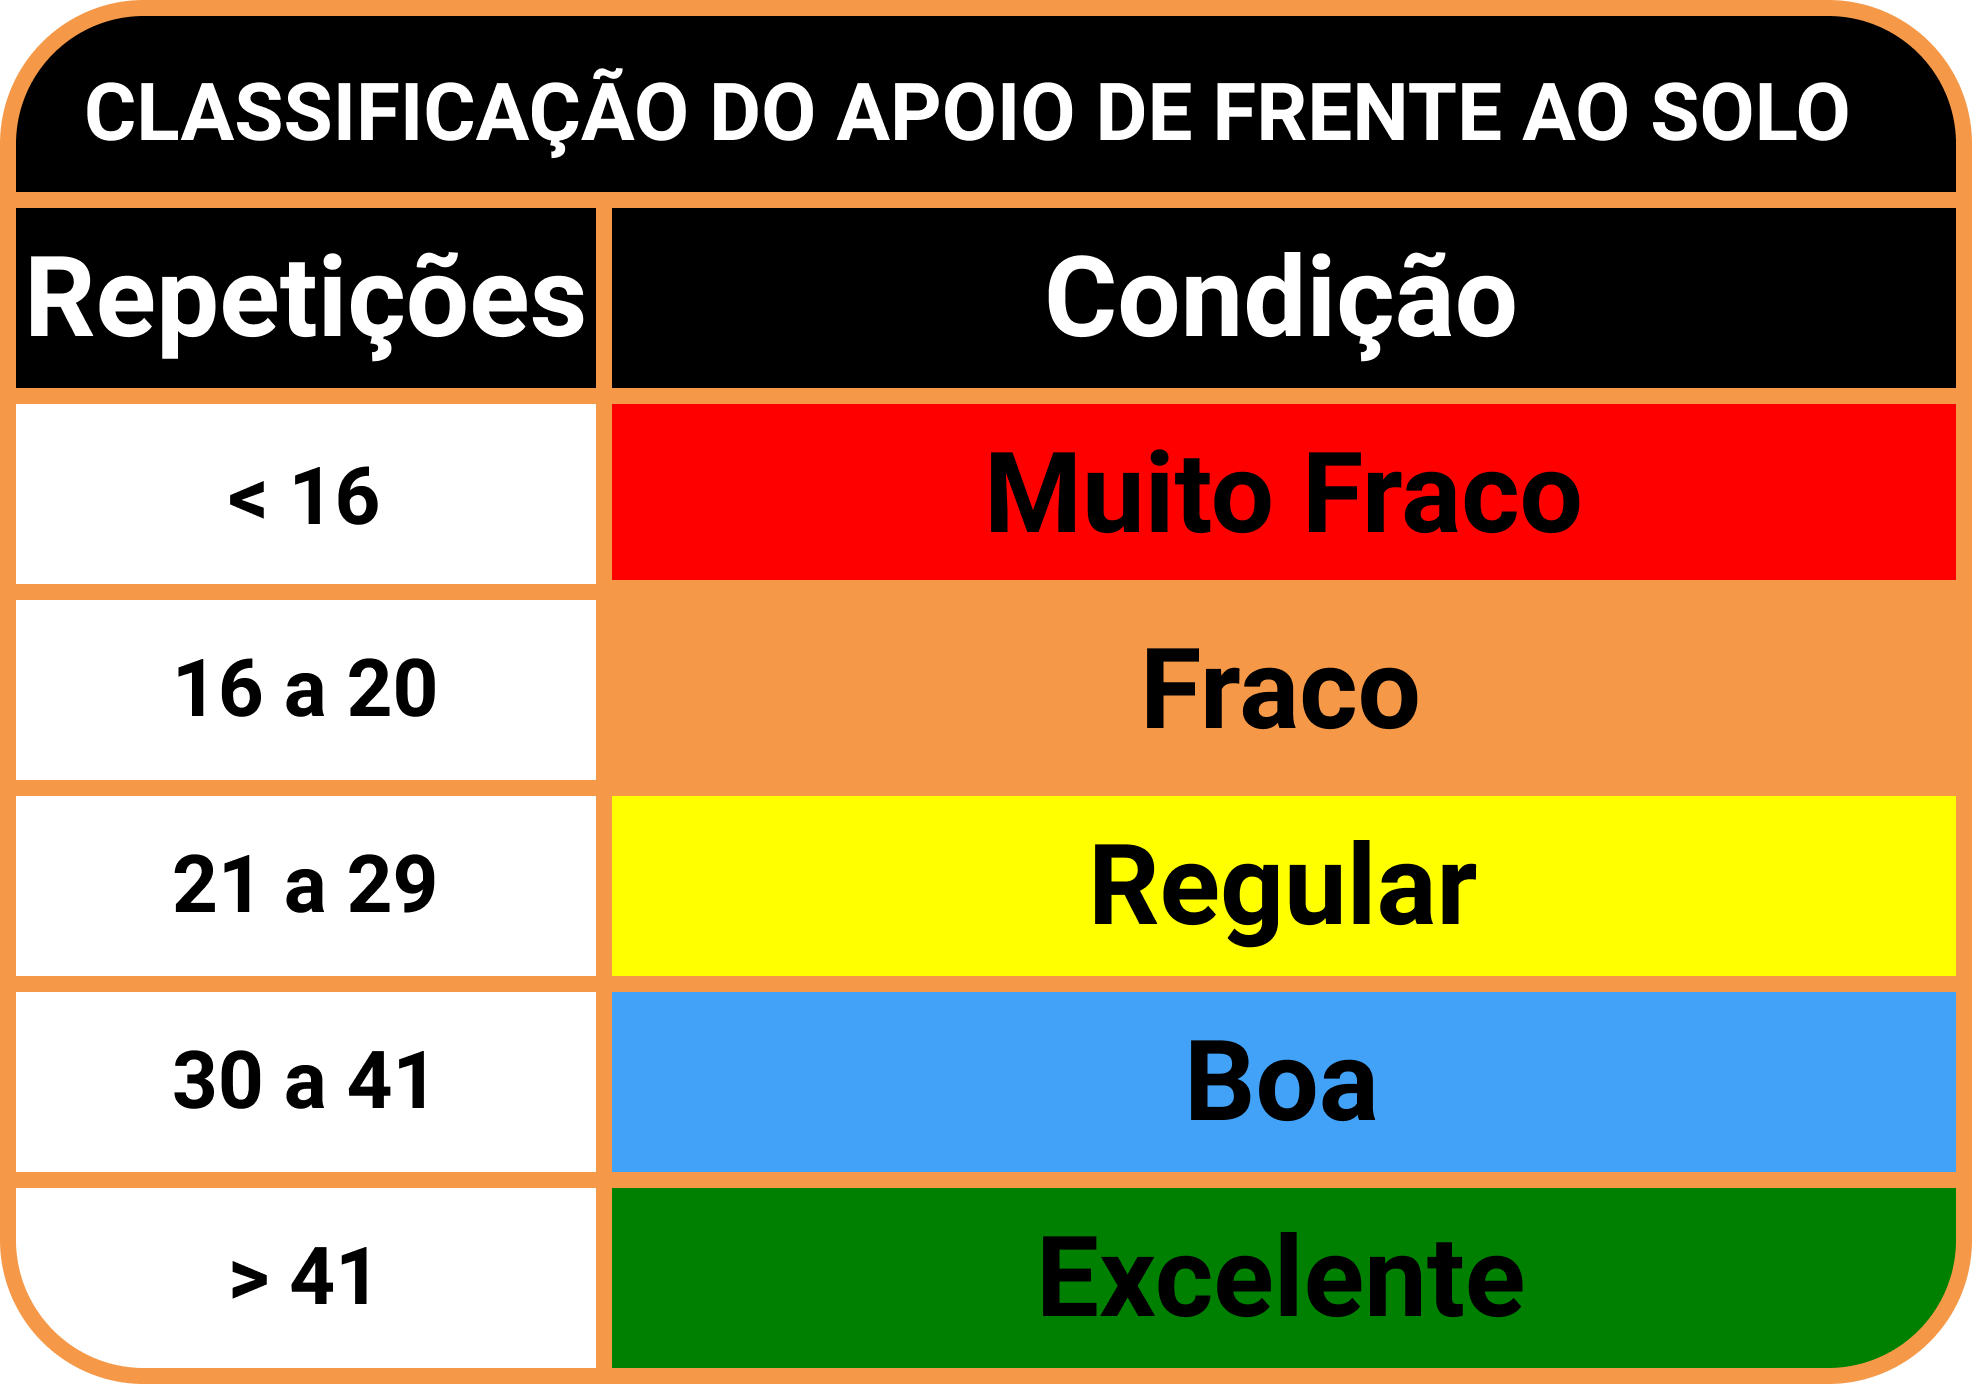 CLASSIFICAÇÃO DO APOIO DE FRENTE AO SOLO
Repetições Condição
< 16 Muito Fraco
16 a 20 Fraco
21 a 29 Regular
30 a 41 Boa
> 41 Excelente